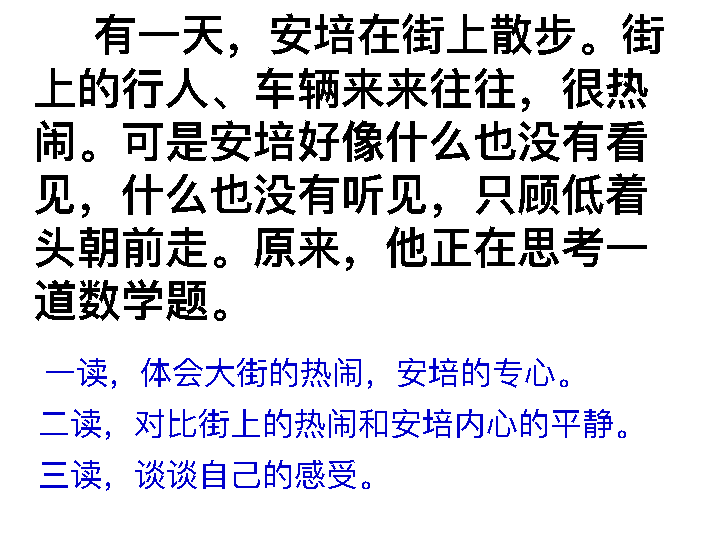 有一天，安培在街上散步。街
上的行人、车辆来来往往，很热
闹。可是安培好像什么也没有看
见，什么也没有听见，只顾低着
头朝前走。原来，他正在思考一
道数学题。
一读，体会大街的热闹，安培的专心。
二读，对比街上的热闹和安培内心的平静。
三读，谈谈自己的感受。